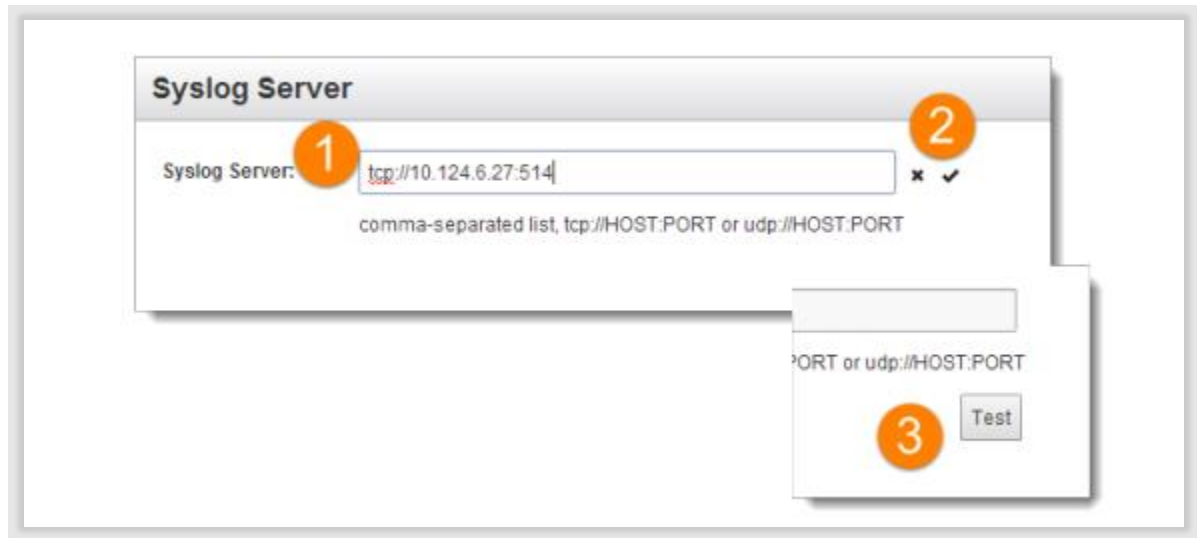 Syslog Server
2
1
Syslog Server: tcp://10.124.6.27:514
comma-separated list, tcp://HOST:PORT or udp://HOST:PORT
PORT or udp://HOST:PORT
Test
3